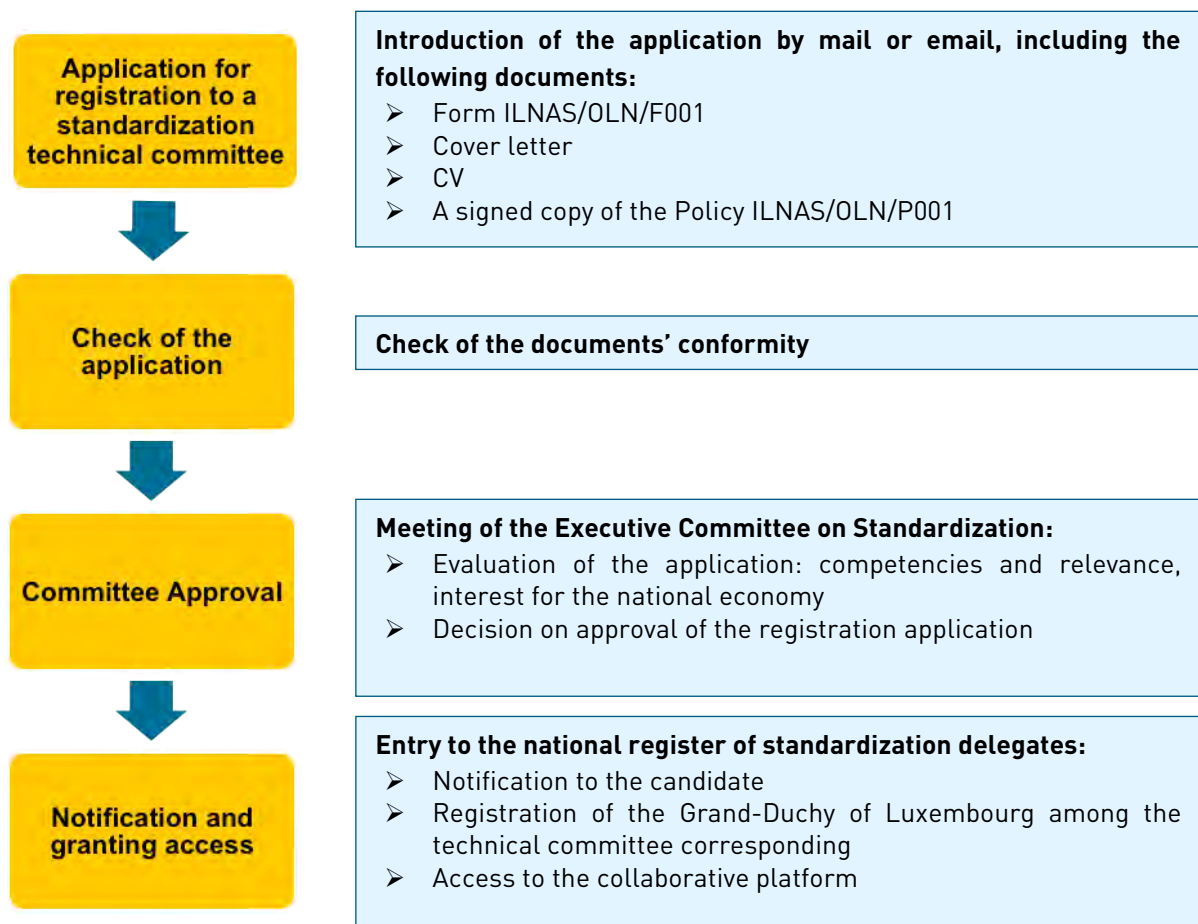 Application for
registration to a
standardization
technical committee
Introduction of the application by mail or email, including the
following documents:
➢ Form ILNAS/OLN/F001
➢ Cover letter
➢ CV
➢ A signed copy of the Policy ILNAS/OLN/P001
Check of the
application
Check of the documents’ conformity
Committee Approval
Meeting of the Executive Committee on Standardization:
➢ Evaluation of the application: competencies and relevance,
interest for the national economy
➢ Decision on approval of the registration application
Notification and
granting access
Entry to the national register of standardization delegates:
➢ Notification to the candidate
➢ Registration of the Grand-Duchy of Luxembourg among the
technical committee corresponding
➢ Access to the collaborative platform